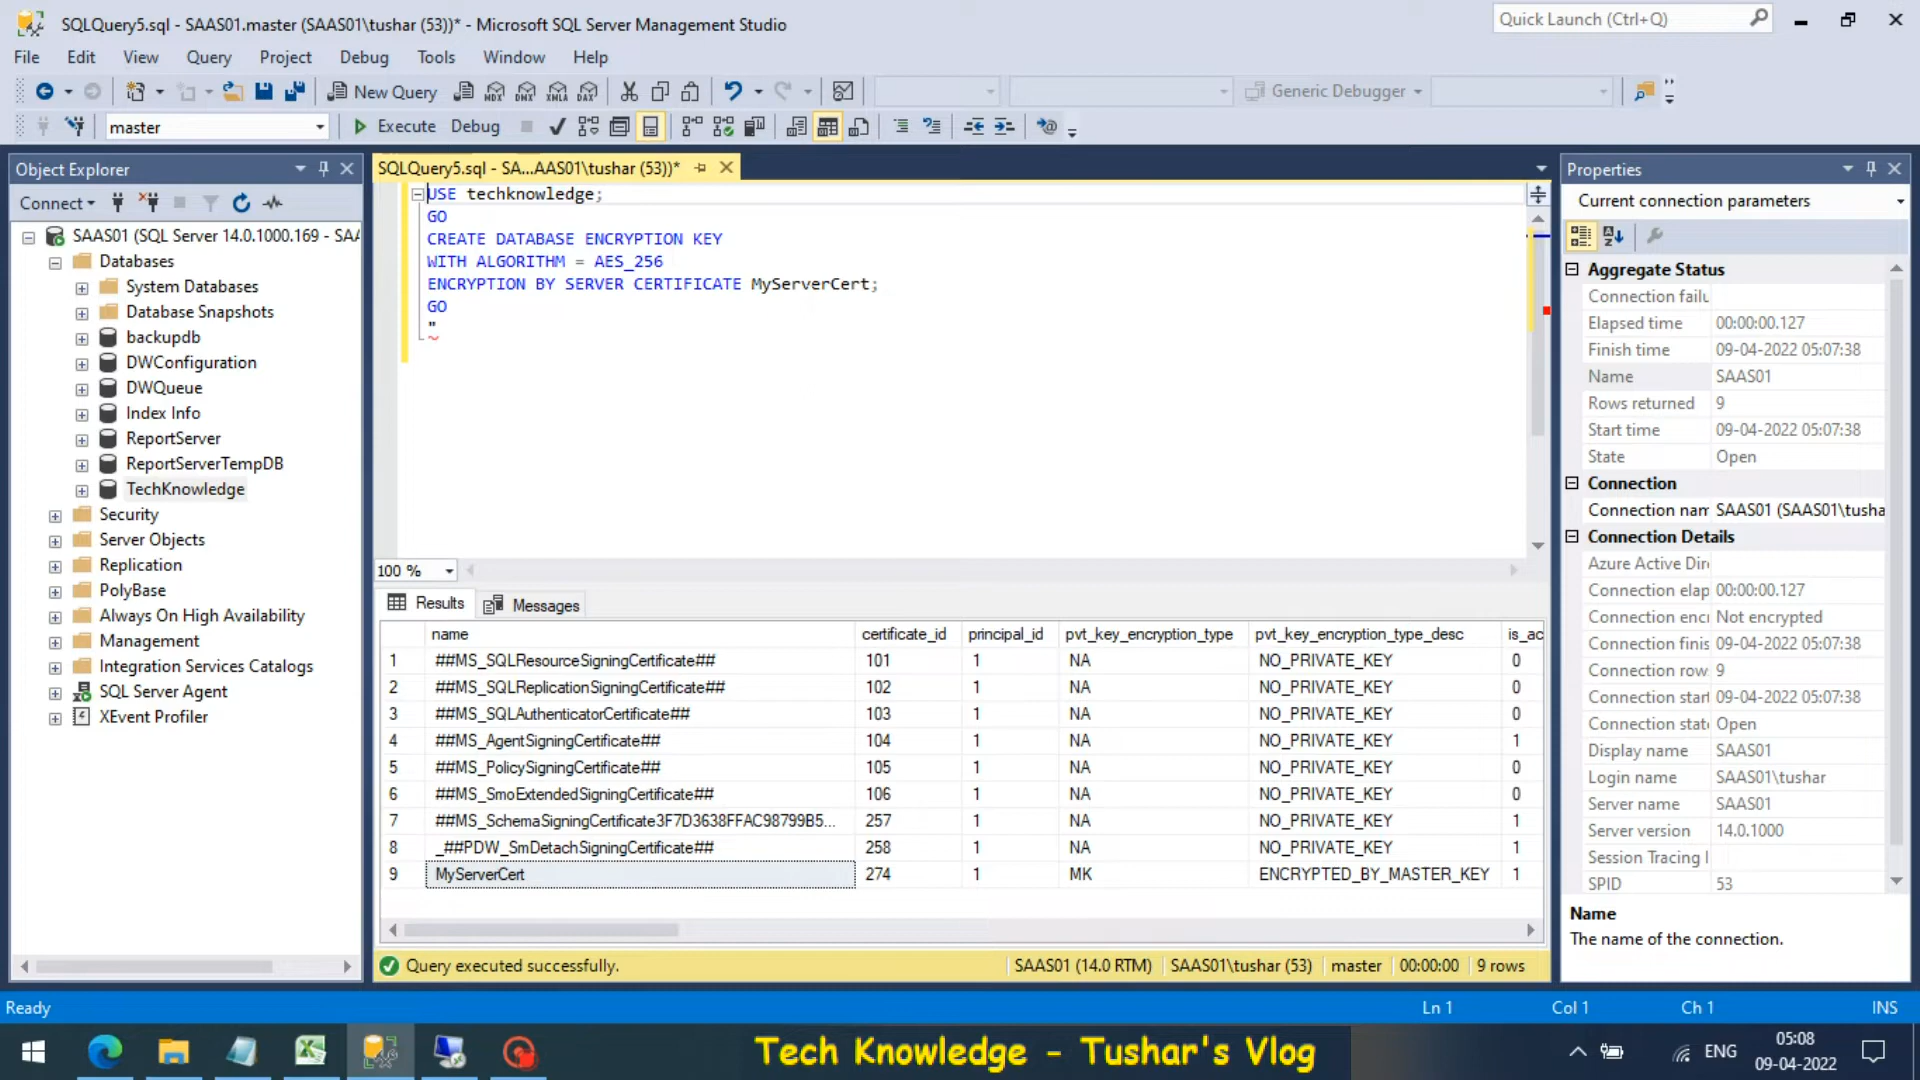 SQLQuery5.sql - SAAS01.master (SAAS01\tushar (53))* - Microsoft SQL Server Management Studio
Quick Launch (Ctrl+Q)
File Edit View Query Project Debug Tools Window Help
New Query MDX DMX XMLA DAX Generic Debugger
master Execute Debug
Object Explorer
Connect
SAAS01 (SQL Server 14.0.1000.169 - SAA
Databases
System Databases
Database Snapshots
backupdb
DWConfiguration
DWQueue
Index Info
ReportServer
ReportServerTempDB
TechKnowledge
Security
Server Objects
Replication
PolyBase
Always On High Availability
Management
Integration Services Catalogs
SQL Server Agent
XEvent Profiler
SQLQuery5.sql - SA...AAS01\tushar (53))*
USE techknowledge;
GO
CREATE DATABASE ENCRYPTION KEY
WITH ALGORITHM = AES_256
ENCRYPTION BY SERVER CERTIFICATE MyServerCert;
GO
"
100 %
Results Messages
name certificate_id principal_id pvt_key_encryption_type pvt_key_encryption_type_desc is_ac
1 ##MS_SQLResourceSigningCertificate## 101 1 NA NO_PRIVATE_KEY 0
2 ##MS_SQLReplicationSigningCertificate## 102 1 NA NO_PRIVATE_KEY 0
3 ##MS_SQLAuthenticatorCertificate## 103 1 NA NO_PRIVATE_KEY 0
4 ##MS_AgentSigningCertificate## 104 1 NA NO_PRIVATE_KEY 1
5 ##MS_PolicySigningCertificate## 105 1 NA NO_PRIVATE_KEY 0
6 ##MS_SmoExtendedSigningCertificate## 106 1 NA NO_PRIVATE_KEY 0
7 ##MS_SchemaSigningCertificate3F7D3638FFAC98799B5... 257 1 NA NO_PRIVATE_KEY 1
8 _##PDW_SmDetachSigningCertificate## 258 1 NA NO_PRIVATE_KEY 1
9 MyServerCert 274 1 MK ENCRYPTED_BY_MASTER_KEY 1
Query executed successfully. SAAS01 (14.0 RTM) SAAS01\tushar (53) master 00:00:00 9 rows
Properties
Current connection parameters
Aggregate Status
Connection failu
Elapsed time 00:00:00.127
Finish time 09-04-2022 05:07:38
Name SAAS01
Rows returned 9
Start time 09-04-2022 05:07:38
State Open
Connection
Connection nam SAAS01 (SAAS01\tusha
Connection Details
Azure Active Dire
Connection elap 00:00:00.127
Connection encr Not encrypted
Connection finis 09-04-2022 05:07:38
Connection row: 9
Connection start 09-04-2022 05:07:38
Connection state Open
Display name SAAS01
Login name SAAS01\tushar
Server name SAAS01
Server version 14.0.1000
Session Tracing I
SPID 53
Name
The name of the connection.
Ready Ln 1 Col 1 Ch 1 INS
Tech Knowledge - Tushar's Vlog
ENG
05:08
09-04-2022